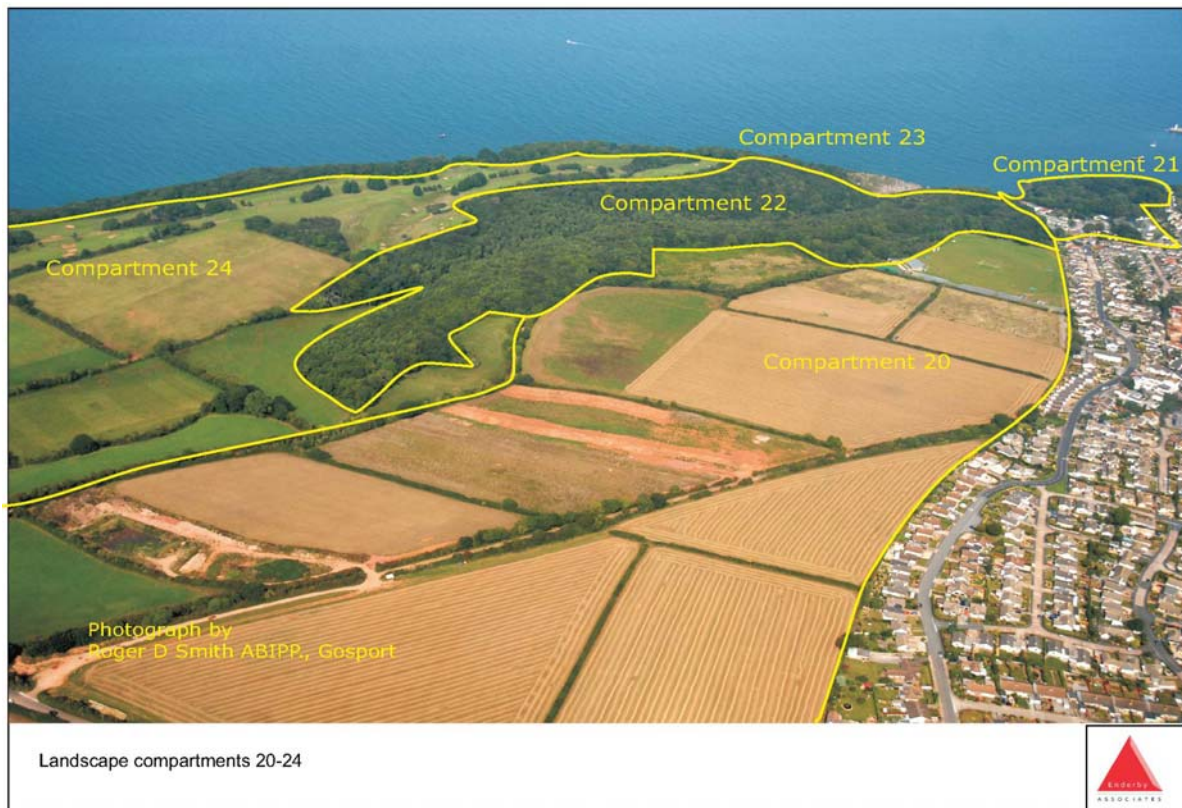 Compartment 23
Compartment 21
Compartment 22
Compartment 24
Compartment 20
Photograph by
Roger D Smith ABIPP., Gosport
Landscape compartments 20-24
Enderby
ASSOCIATES